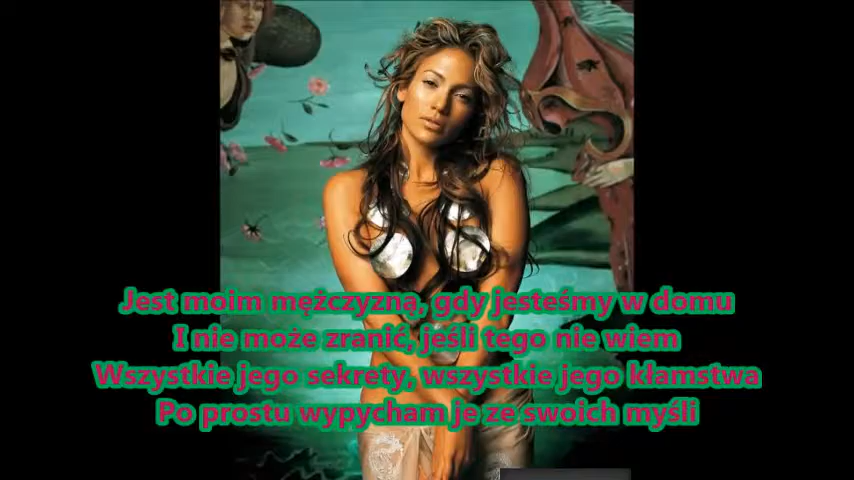 Jest moim mężczyzną, gdy jesteśmy w domu
I nie może zranić, jeśli tego nie wiem
Wszystkie jego sekrety, wszystkie jego kłamstwa
Po prostu wypycham je ze swoich myśli